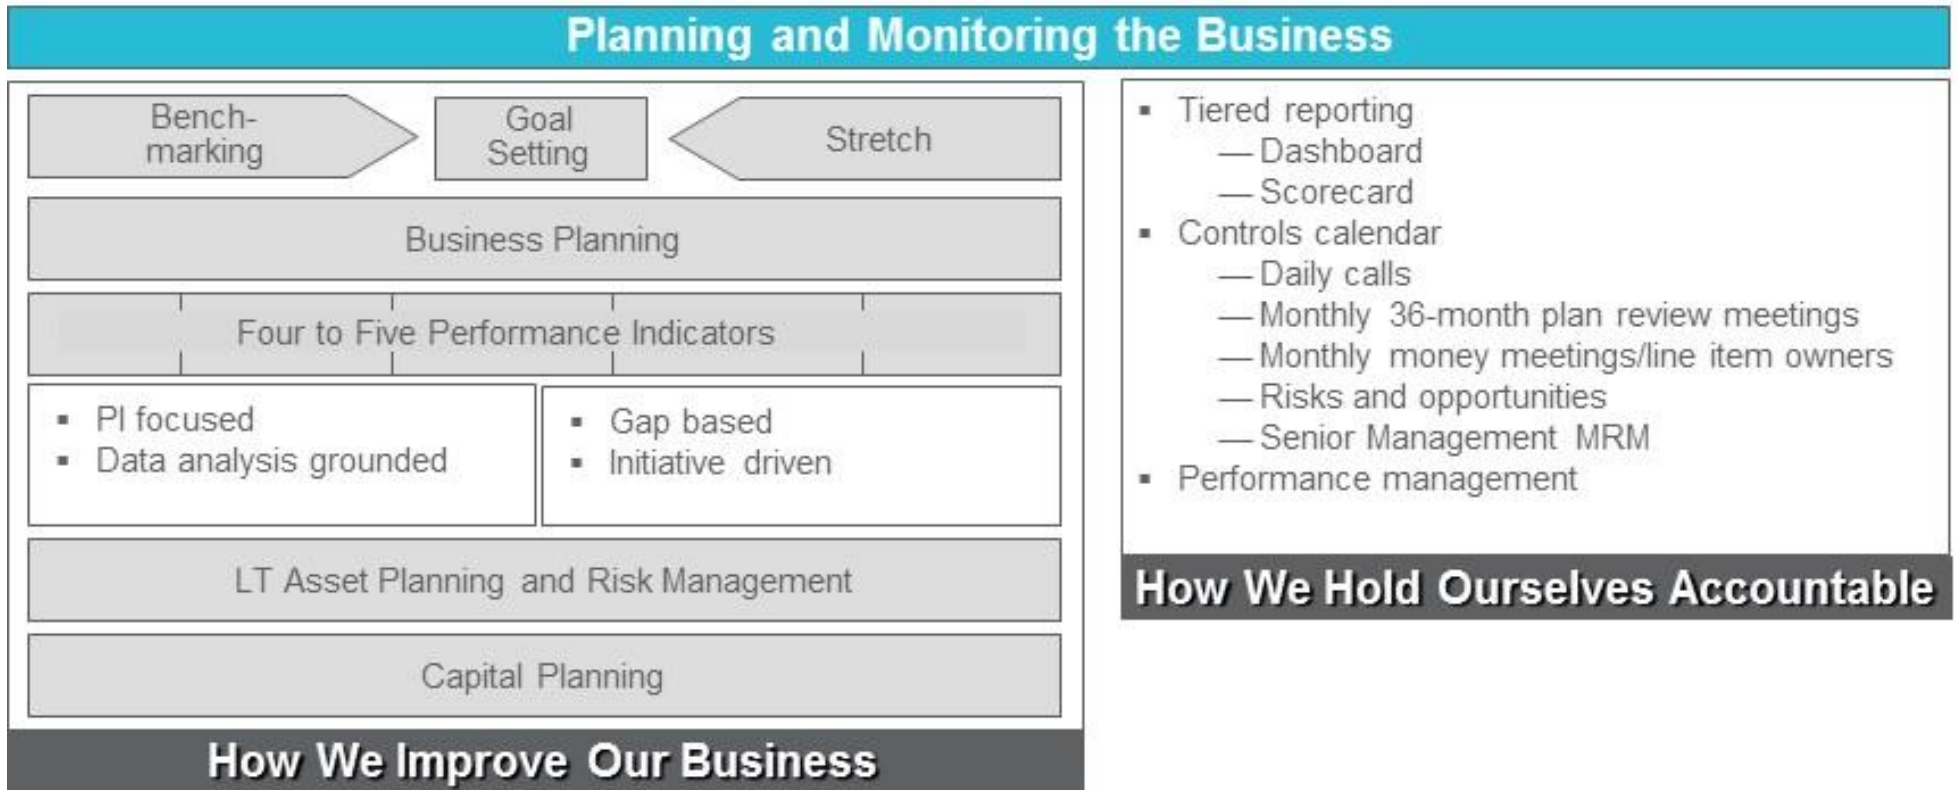 Planning and Monitoring the Business
Bench-
marking
Goal
Setting
Stretch
Business Planning
Four to Five Performance Indicators
▪ PI focused
▪ Data analysis grounded
▪ Gap based
▪ Initiative driven
LT Asset Planning and Risk Management
Capital Planning
How We Improve Our Business
▪ Tiered reporting
— Dashboard
— Scorecard
▪ Controls calendar
— Daily calls
— Monthly 36-month plan review meetings
— Monthly money meetings/line item owners
— Risks and opportunities
— Senior Management MRM
▪ Performance management
How We Hold Ourselves Accountable